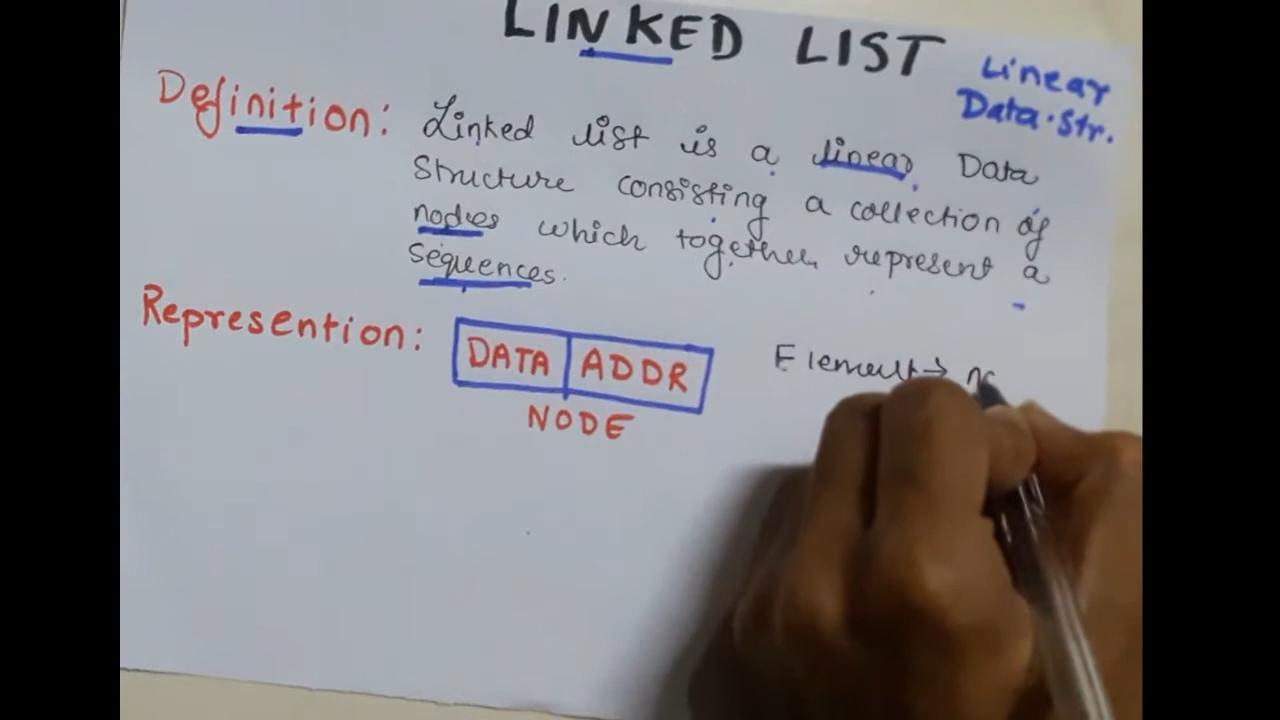 LINKED LIST
Linear
Data.Str.
Definition: Linked list is a linear Data
Structure consisting a collection of
nodes which together represent a
sequences.
Represention: DATA ADDR
NODE
Element →